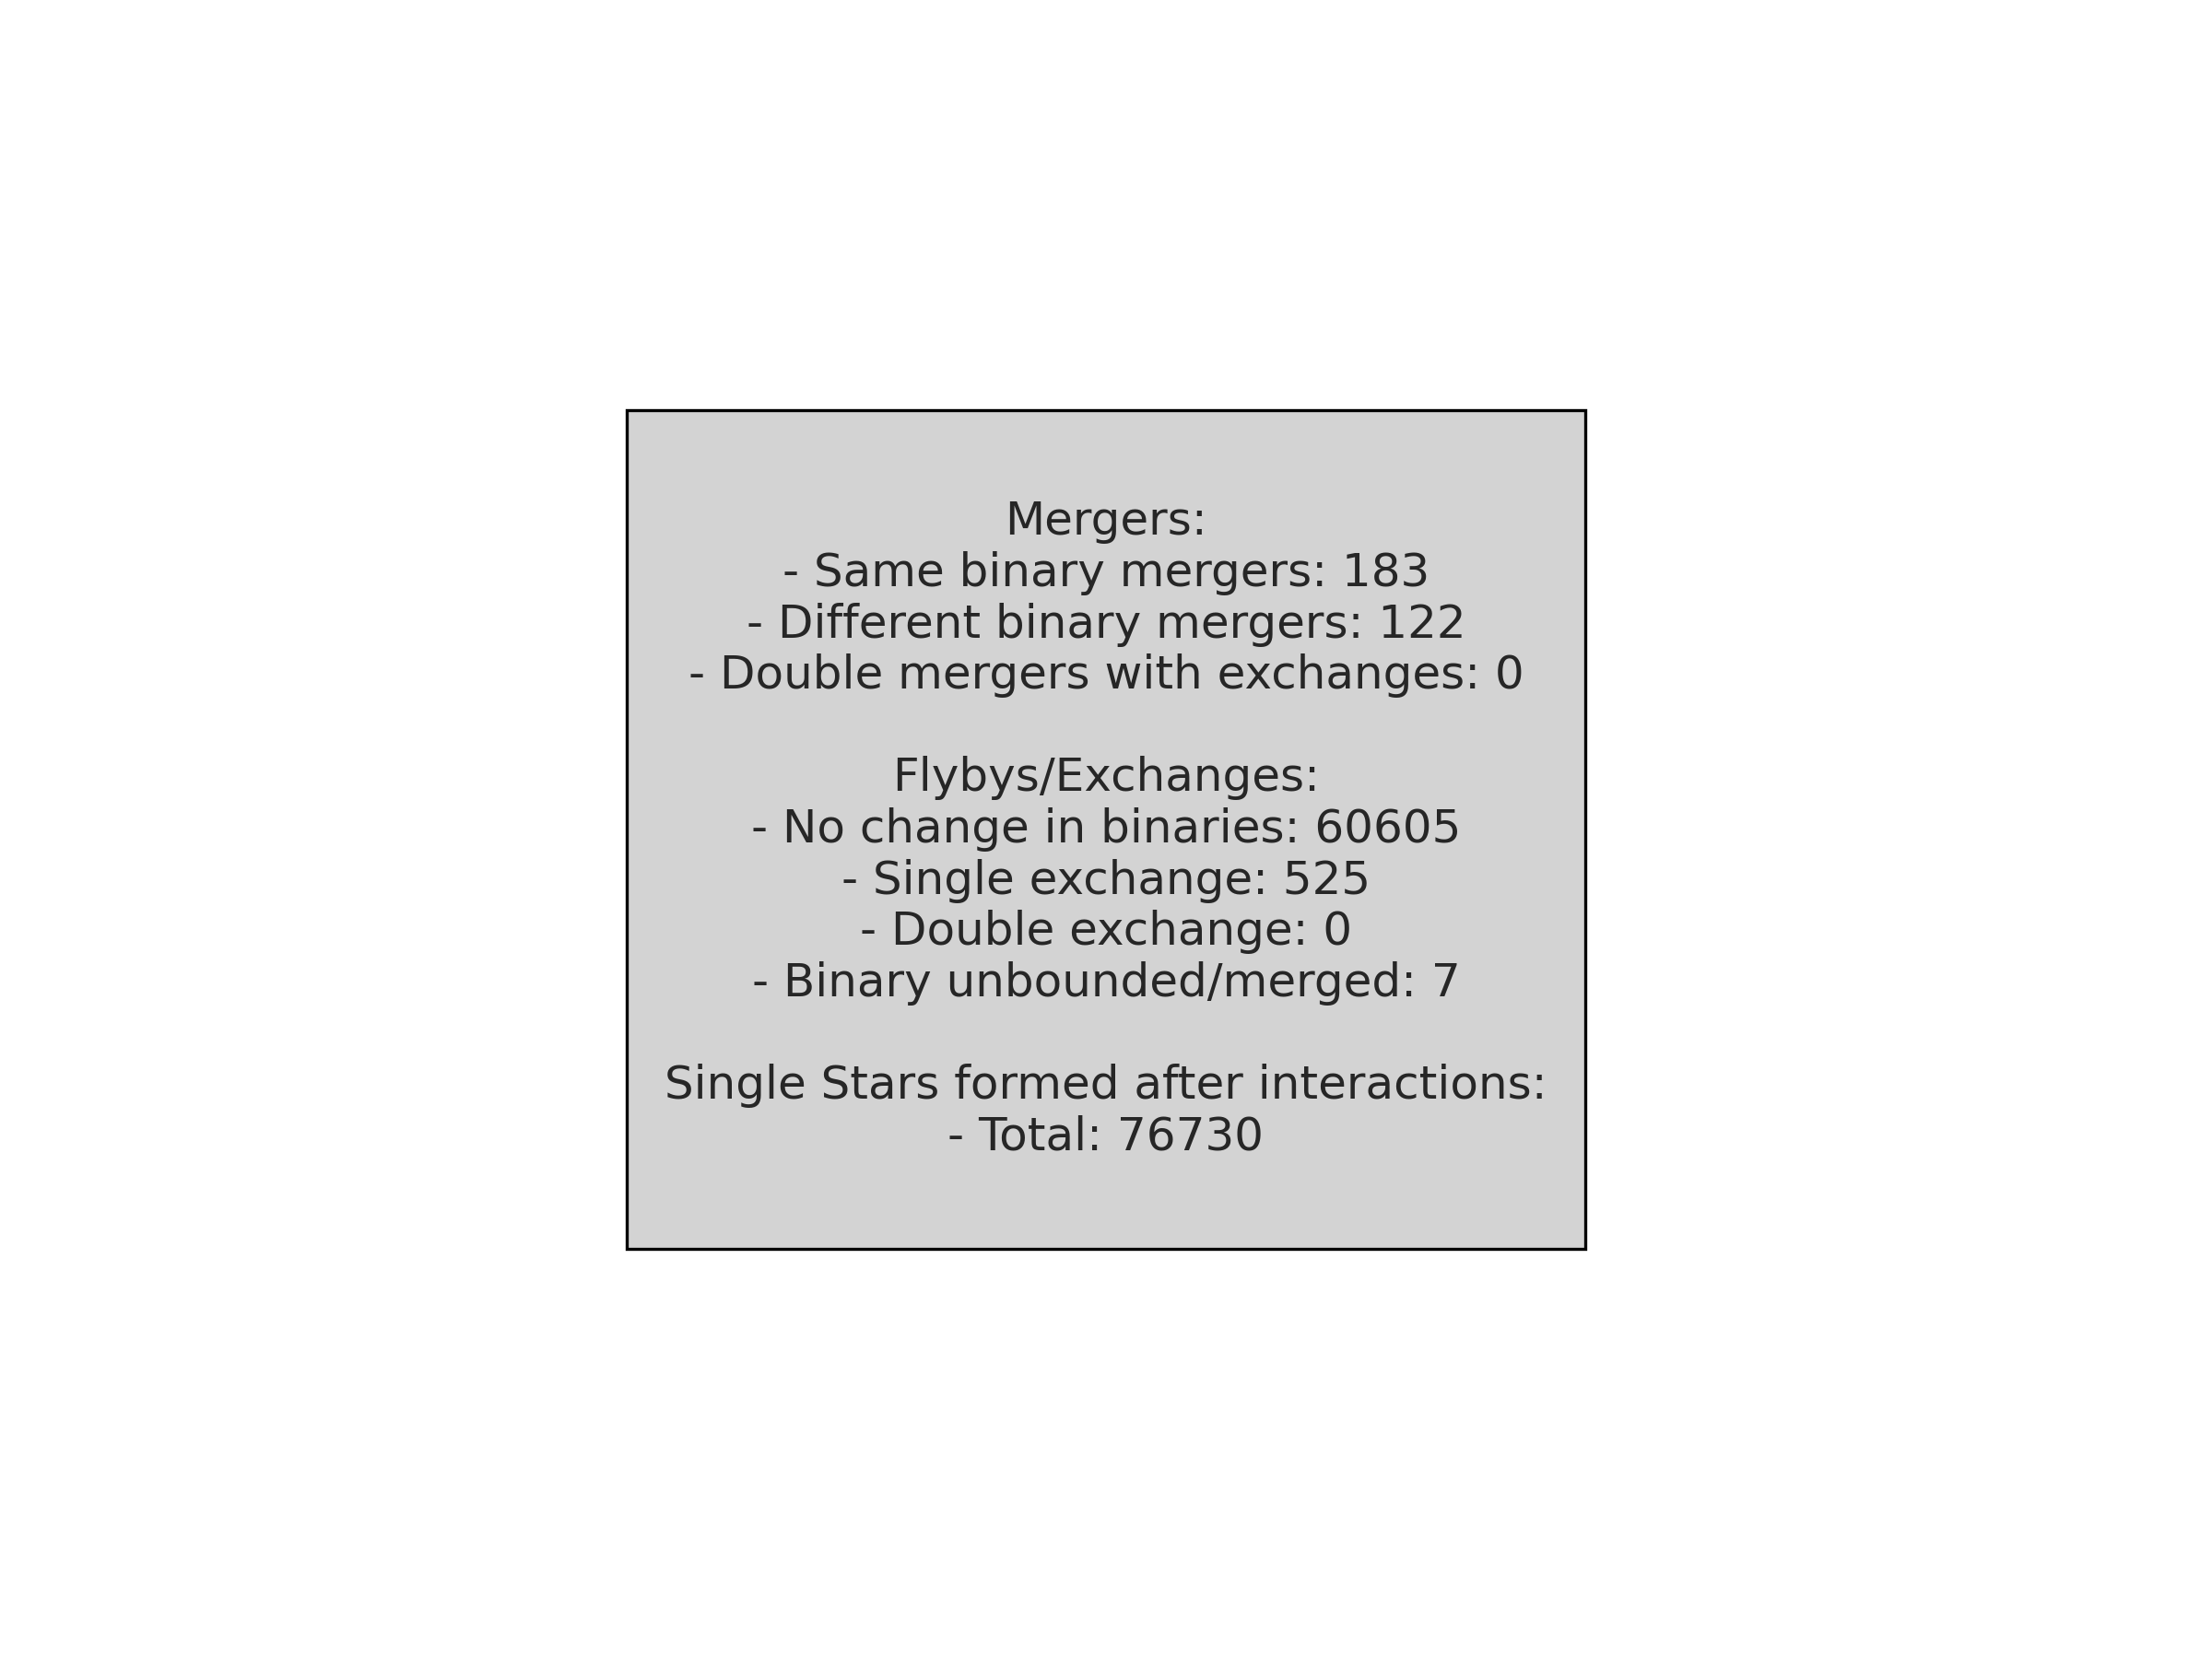 Mergers:
- Same binary mergers: 183
- Different binary mergers: 122
- Double mergers with exchanges: 0
Flybys/Exchanges:
- No change in binaries: 60605
- Single exchange: 525
- Double exchange: 0
- Binary unbounded/merged: 7
Single Stars formed after interactions:
- Total: 76730